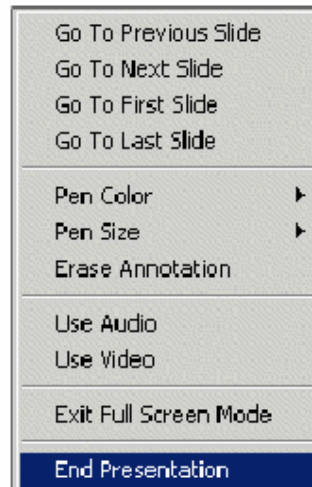 Go To Previous Slide
Go To Next Slide
Go To First Slide
Go To Last Slide
Pen Color
Pen Size
Erase Annotation
Use Audio
Use Video
Exit Full Screen Mode
End Presentation